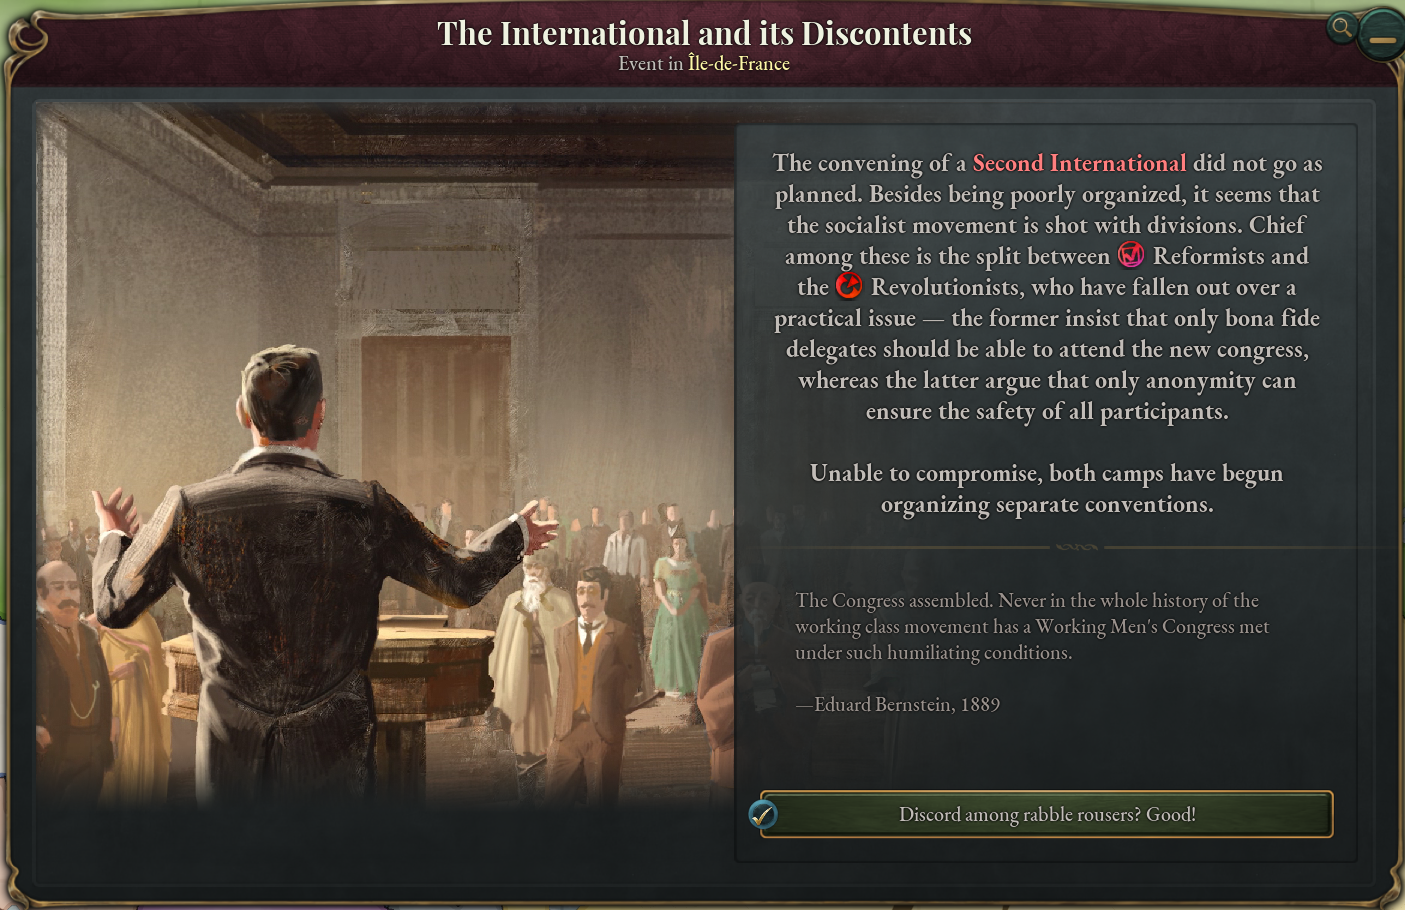 The International and its Discontents
Event in Île-de-France
The convening of a Second International did not go as
planned. Besides being poorly organized, it seems that
the socialist movement is shot with divisions. Chief
among these is the split between Reformists and
the Revolutionists, who have fallen out over a
practical issue — the former insist that only bona fide
delegates should be able to attend the new congress,
whereas the latter argue that only anonymity can
ensure the safety of all participants.
Unable to compromise, both camps have begun
organizing separate conventions.
The Congress assembled. Never in the whole history of the
working class movement has a Working Men's Congress met
under such humiliating conditions.
—Eduard Bernstein, 1889
Discord among rabble rousers? Good!